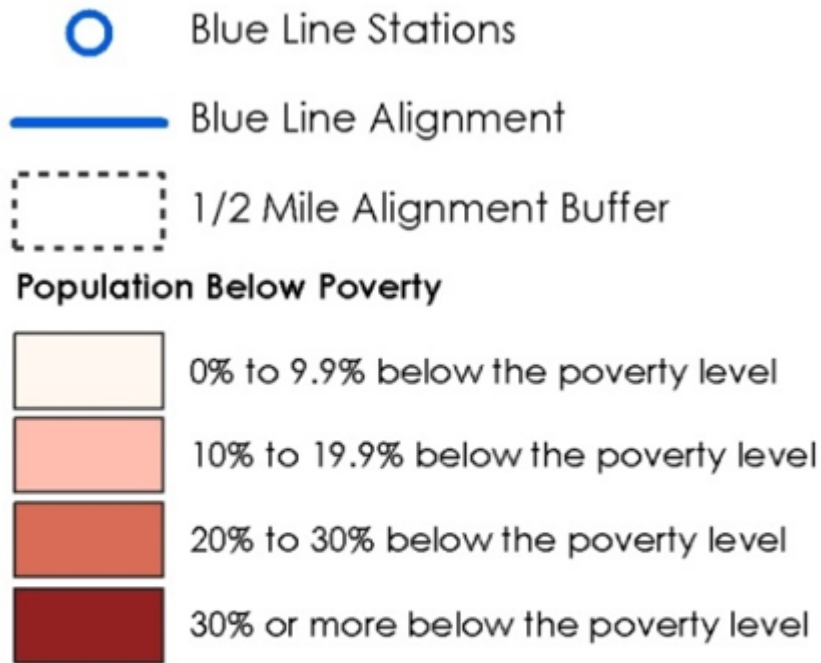 Blue Line Stations
Blue Line Alignment
1/2 Mile Alignment Buffer
Population Below Poverty
0% to 9.9% below the poverty level
10% to 19.9% below the poverty level
20% to 30% below the poverty level
30% or more below the poverty level